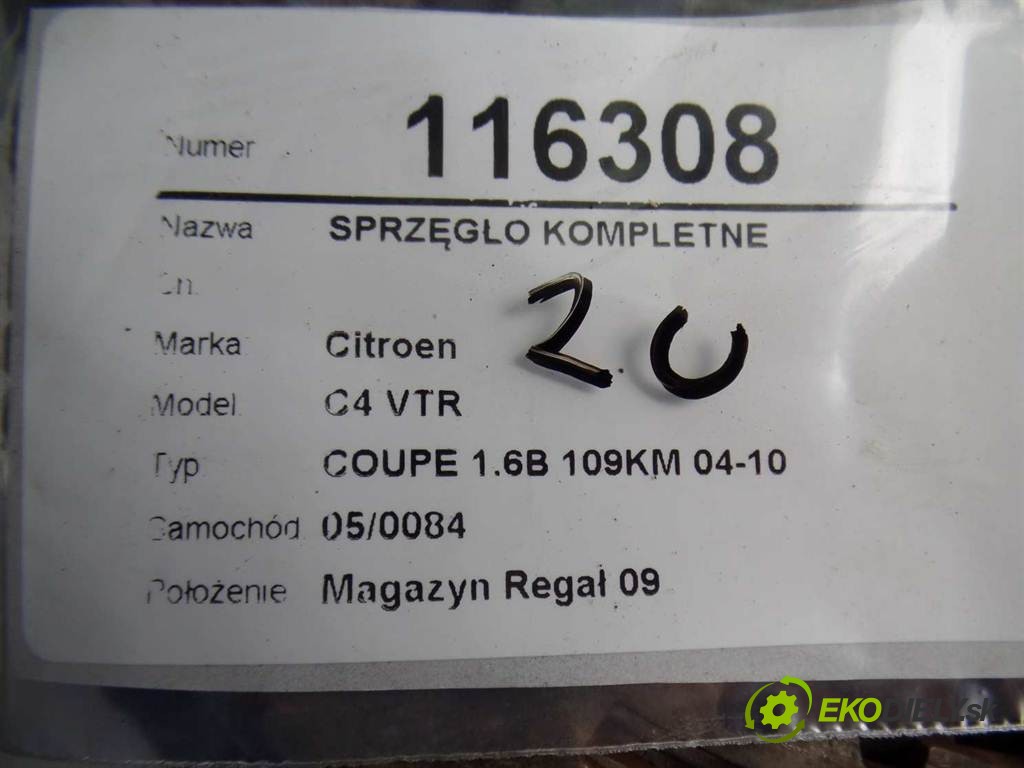 Numer 116308
Nazwa SPRZĘGŁO KOMPLETNE
Marka Citroen
20
Model C4 VTR
Typ COUPE 1.6B 109KM 04-10
Samochód 05/0084
Położenie Magazyn Regał 09